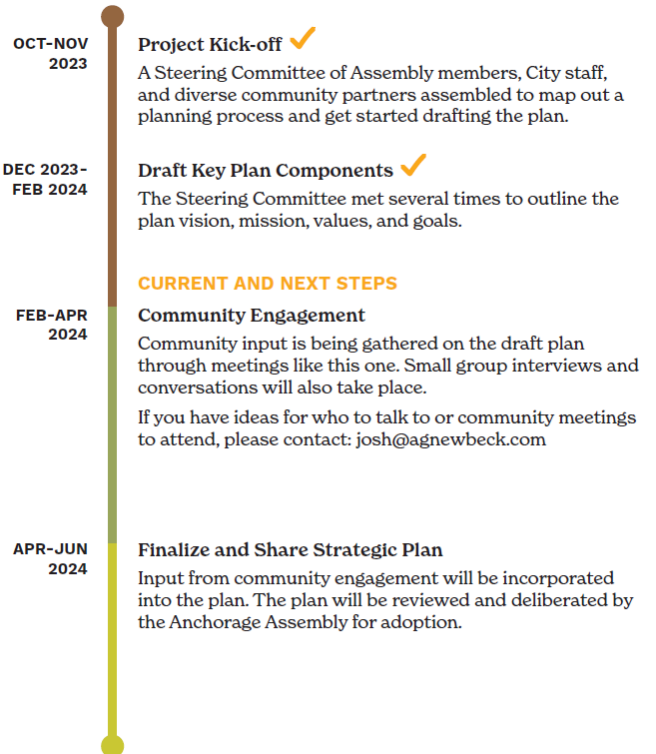 OCT–NOV
2023
Project Kick-off
A Steering Committee of Assembly members, City staff,
and diverse community partners assembled to map out a
planning process and get started drafting the plan.
DEC 2023–
FEB 2024
Draft Key Plan Components
The Steering Committee met several times to outline the
plan vision, mission, values, and goals.
CURRENT AND NEXT STEPS
FEB–APR
2024
Community Engagement
Community input is being gathered on the draft plan
through meetings like this one. Small group interviews and
conversations will also take place.
If you have ideas for who to talk to or community meetings
to attend, please contact: josh@agnewbeck.com
APR–JUN
2024
Finalize and Share Strategic Plan
Input from community engagement will be incorporated
into the plan. The plan will be reviewed and deliberated by
the Anchorage Assembly for adoption.